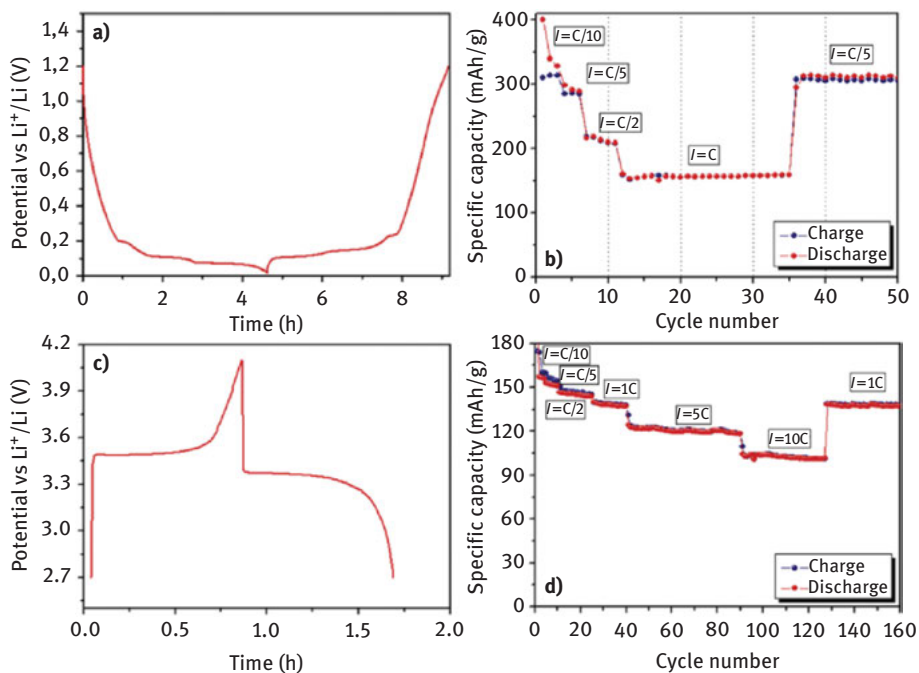 a)
Potential vs Li⁺/Li (V)
1,4
1,2
1,0
0,8
0,6
0,4
0,2
0,0
0 2 4 6 8
Time (h)
b)
Specific capacity (mAh/g)
400
300
200
100
0
I=C/10
I=C/5
I=C/2
I=C
I=C/5
Charge
Discharge
0 10 20 30 40 50
Cycle number
c)
Potential vs Li⁺/Li (V)
4.2
3.9
3.6
3.3
3.0
2.7
0.0 0.5 1.0 1.5 2.0
Time (h)
d)
Specific capacity (mAh/g)
180
150
120
90
60
30
0
I=C/10
I=C/5
I=C/2
I=1C
I=5C
I=10C
I=1C
Charge
Discharge
0 20 40 60 80 100 120 140 160
Cycle number